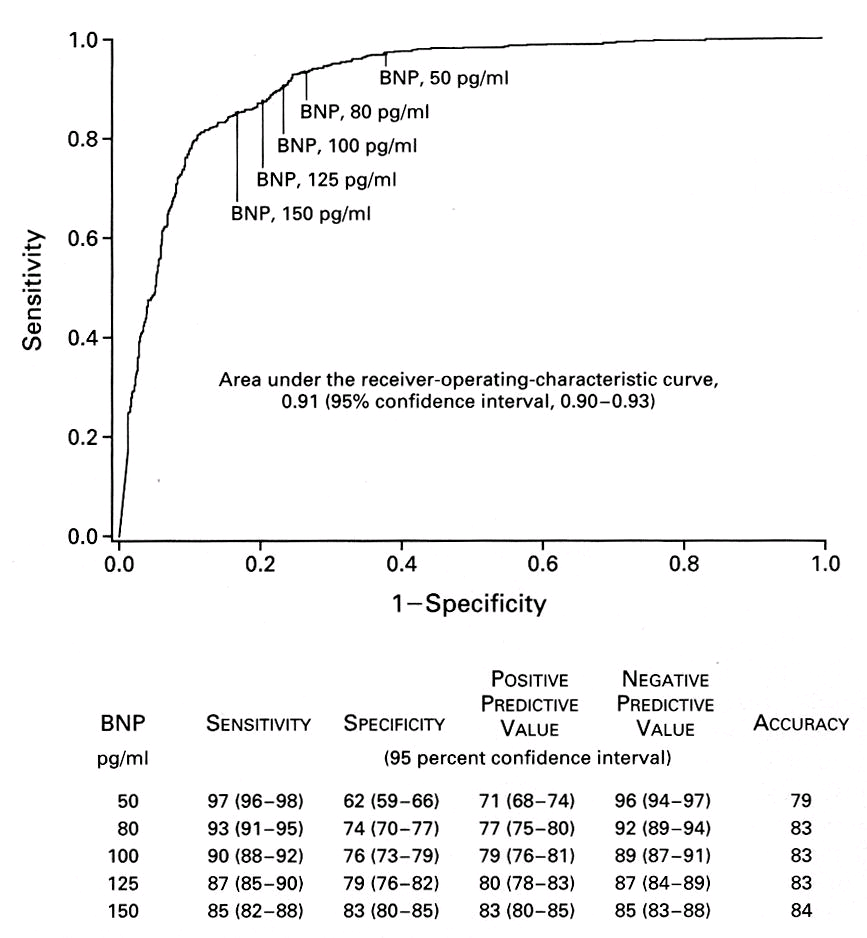 1.0
0.8
0.6
0.4
0.2
0.0
Sensitivity
BNP, 50 pg/ml
BNP, 80 pg/ml
BNP, 100 pg/ml
BNP, 125 pg/ml
BNP, 150 pg/ml
Area under the receiver-operating-characteristic curve,
0.91 (95% confidence interval, 0.90–0.93)
0.0 0.2 0.4 0.6 0.8 1.0
1–Specificity
BNP SENSITIVITY SPECIFICITY POSITIVE PREDICTIVE VALUE NEGATIVE PREDICTIVE VALUE ACCURACY
pg/ml (95 percent confidence interval)
50 97 (96–98) 62 (59–66) 71 (68–74) 96 (94–97) 79
80 93 (91–95) 74 (70–77) 77 (75–80) 92 (89–94) 83
100 90 (88–92) 76 (73–79) 79 (76–81) 89 (87–91) 83
125 87 (85–90) 79 (76–82) 80 (78–83) 87 (84–89) 83
150 85 (82–88) 83 (80–85) 83 (80–85) 85 (83–88) 84